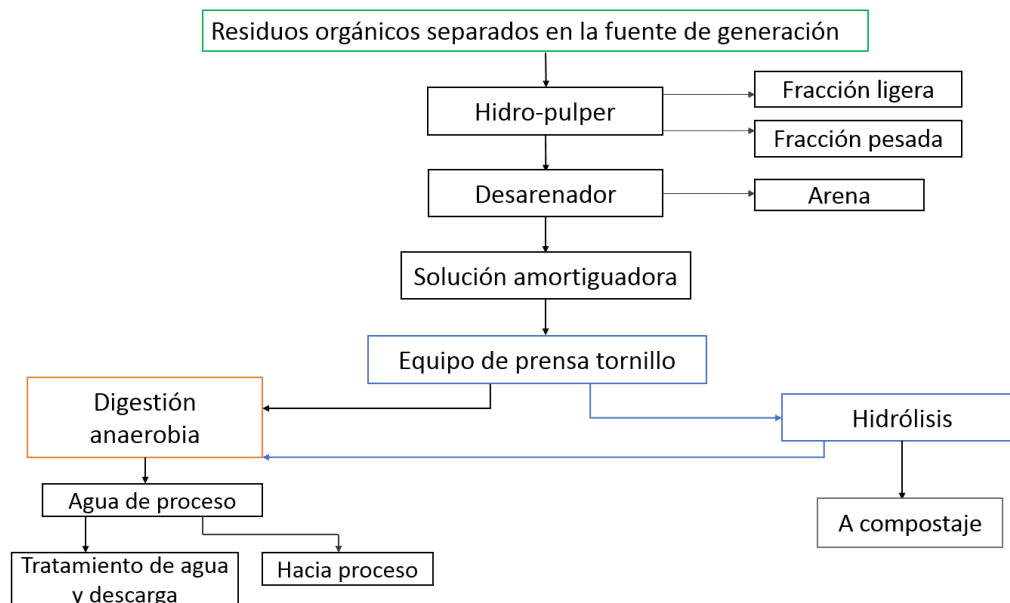 Residuos orgánicos separados en la fuente de generación
Hidro-pulper
Fracción ligera
Fracción pesada
Desarenador
Arena
Solución amortiguadora
Equipo de prensa tornillo
Digestión
anaerobia
Hidrólisis
Agua de proceso
A compostaje
Tratamiento de agua
y descarga
Hacia proceso